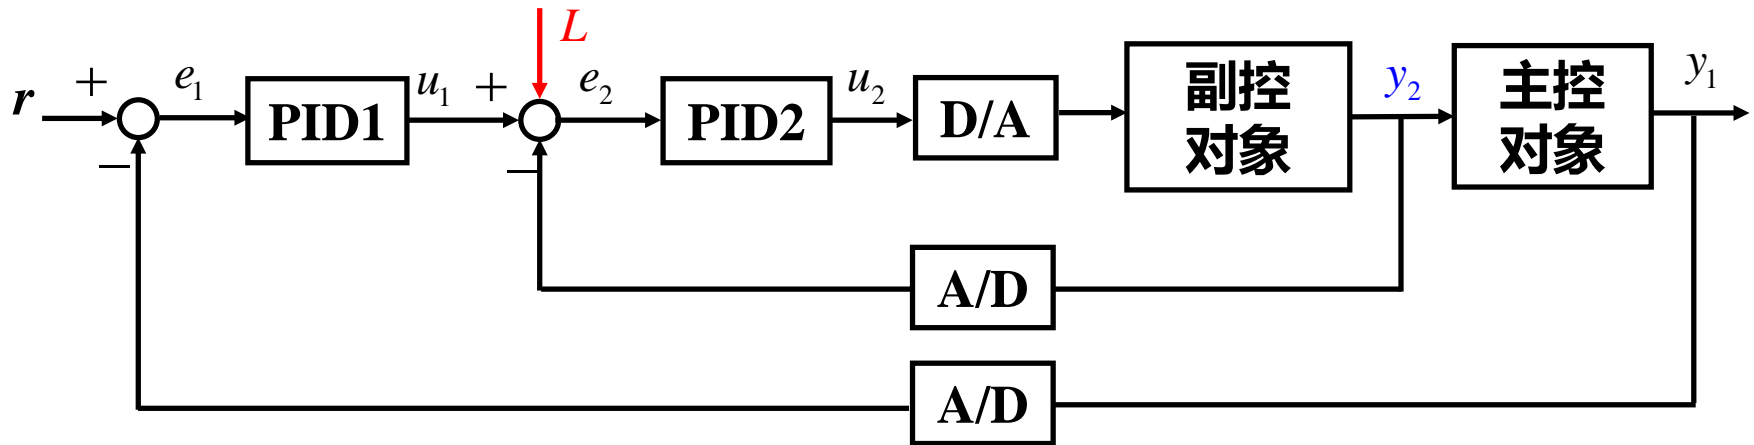 r
+
−
e₁
PID1
u₁
+
−
L
e₂
PID2
u₂
D/A
副控
对象
y₂
主控
对象
y₁
A/D
A/D